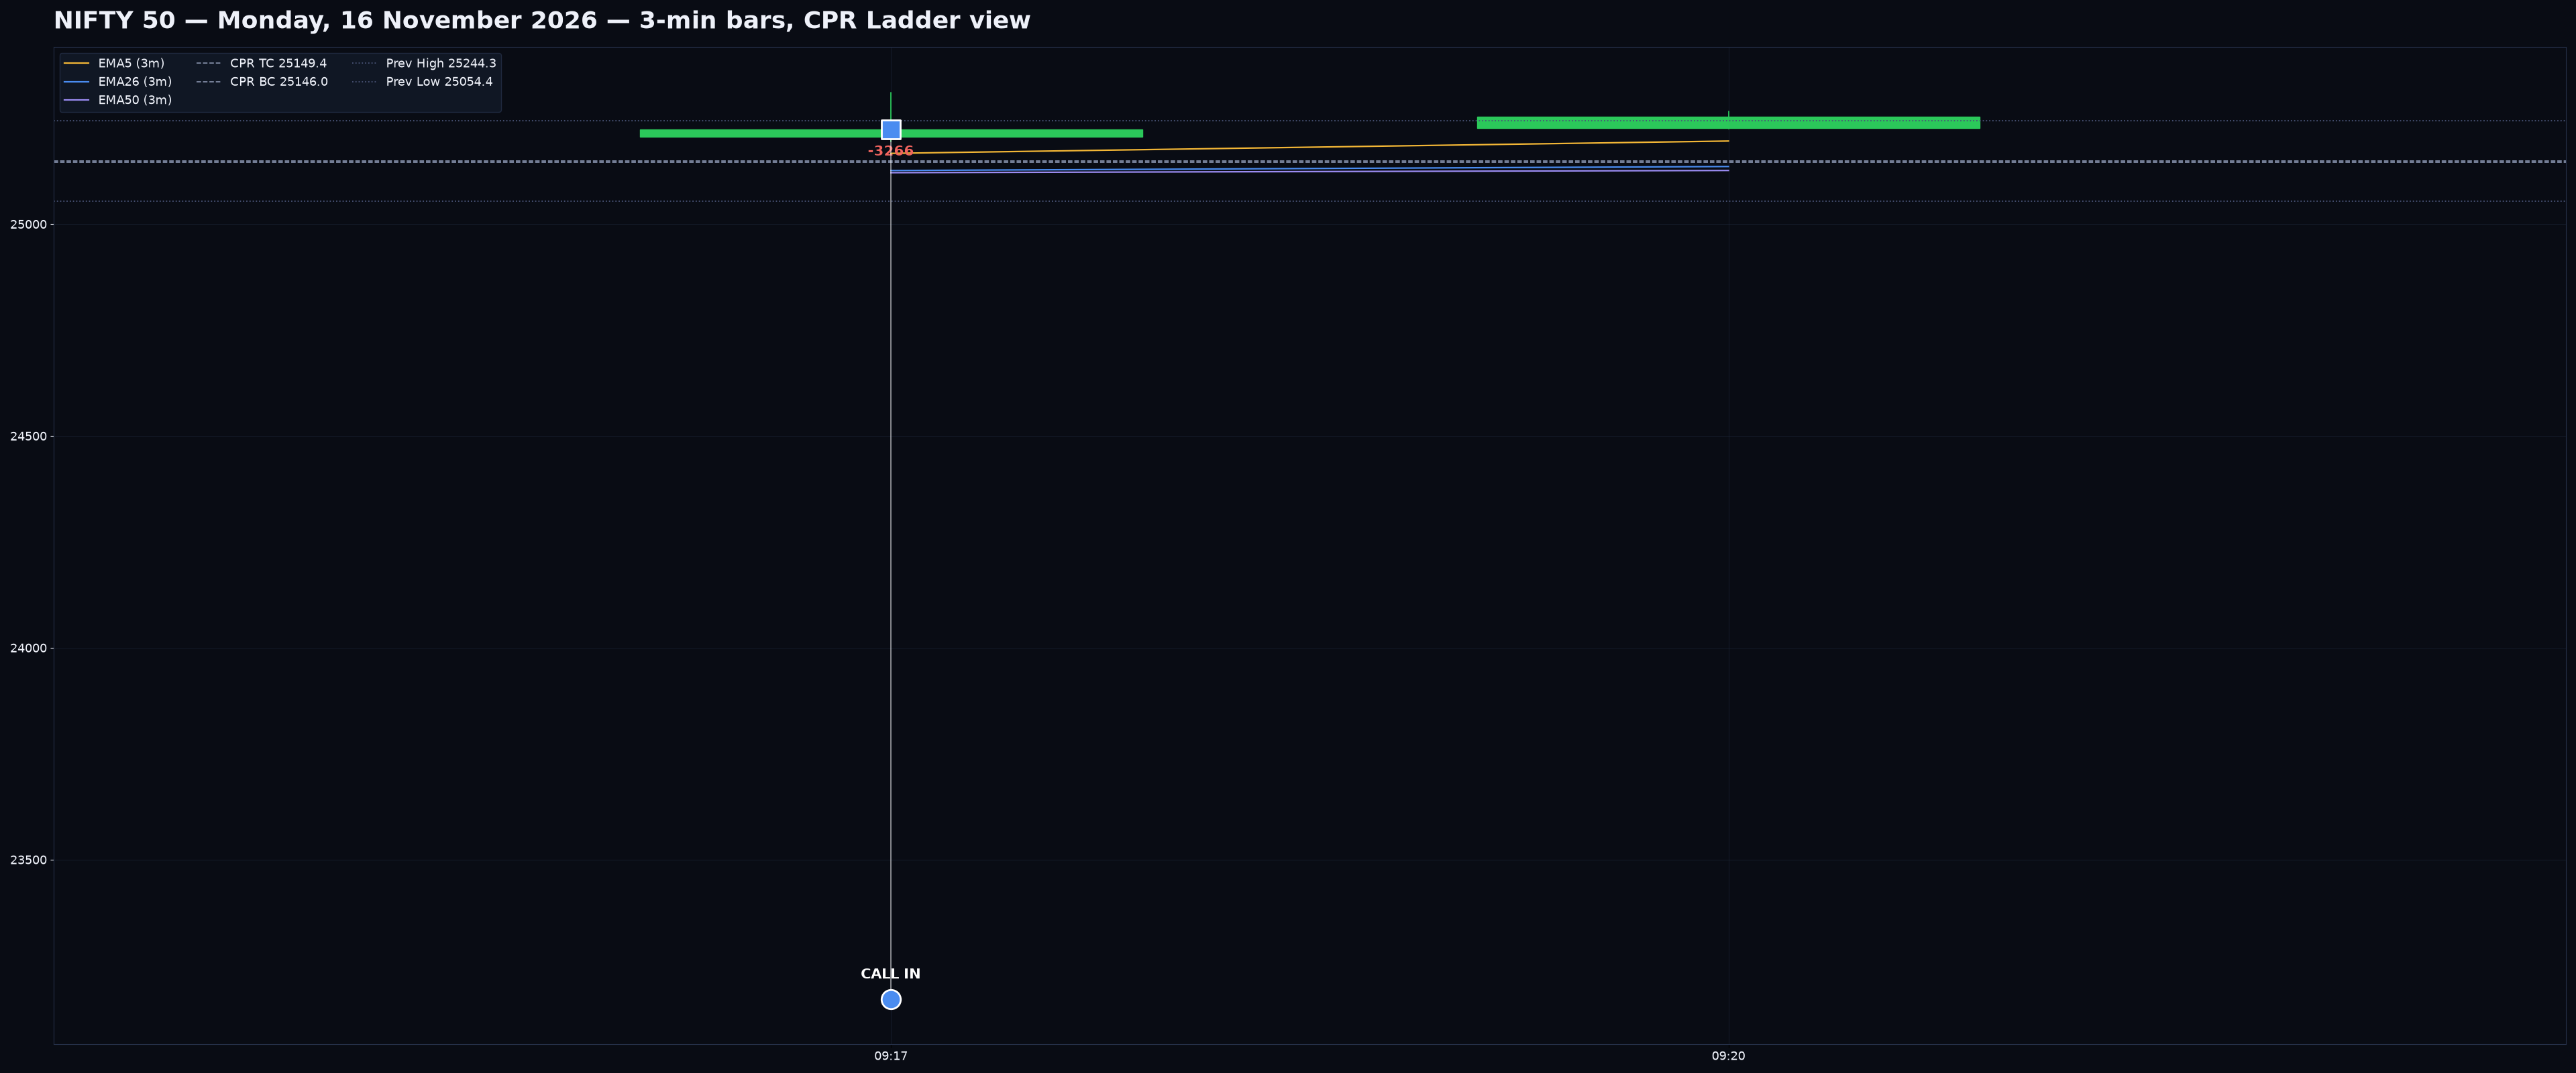 NIFTY 50 — Monday, 16 November 2026 — 3-min bars, CPR Ladder view
EMA5 (3m)
EMA26 (3m)
EMA50 (3m)
CPR TC 25149.4
CPR BC 25146.0
Prev High 25244.3
Prev Low 25054.4
-3266
25000
24500
24000
23500
CALL IN
09:17
09:20